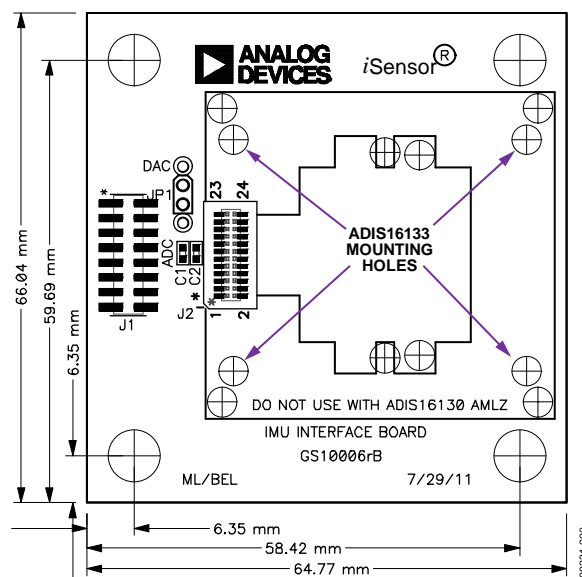 ANALOG
DEVICES
iSensor®
DAC
JP1
*
23
24
ADC
C1
C2
*
*
J2
1
2
J1
ADIS16133
MOUNTING
HOLES
66.04 mm
59.69 mm
6.35 mm
DO NOT USE WITH ADIS16130 AMLZ
IMU INTERFACE BOARD
GS10006rB
ML/BEL
7/29/11
6.35 mm
58.42 mm
64.77 mm